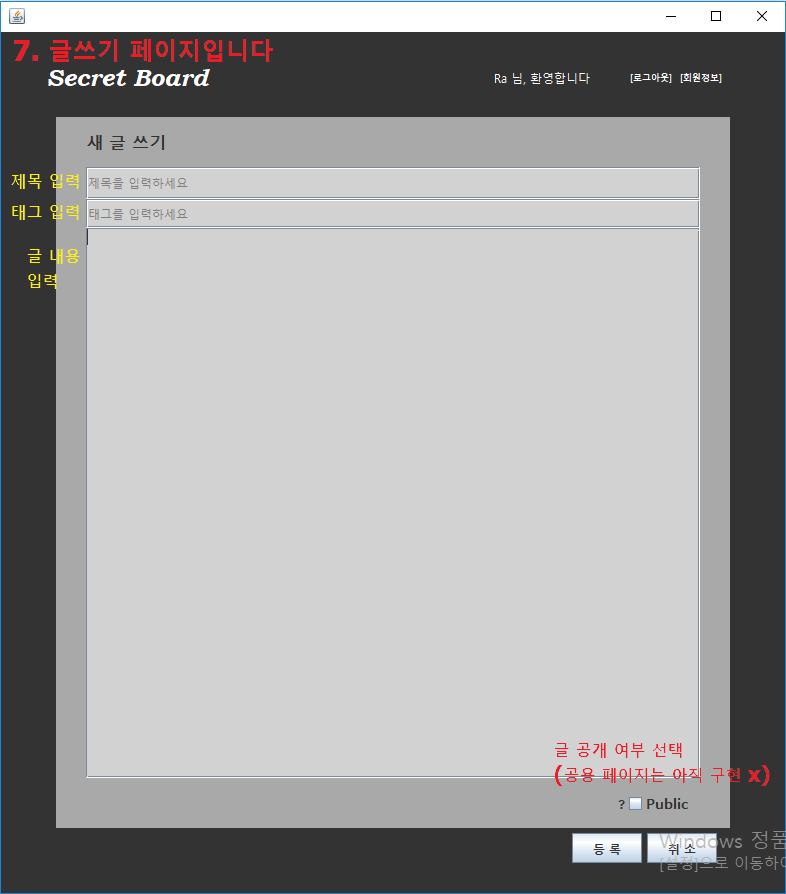 7. 글쓰기 페이지입니다
Secret Board
Ra 님, 환영합니다 [로그아웃] [회원정보]
새 글 쓰기
제목 입력 제목을 입력하세요
태그 입력 태그를 입력하세요
글 내용
입력
글 공개 여부 선택
(공용 페이지는 아직 구현 x)
? Public
등 록 취 소
Windows 정품
[설정]으로 이동하여